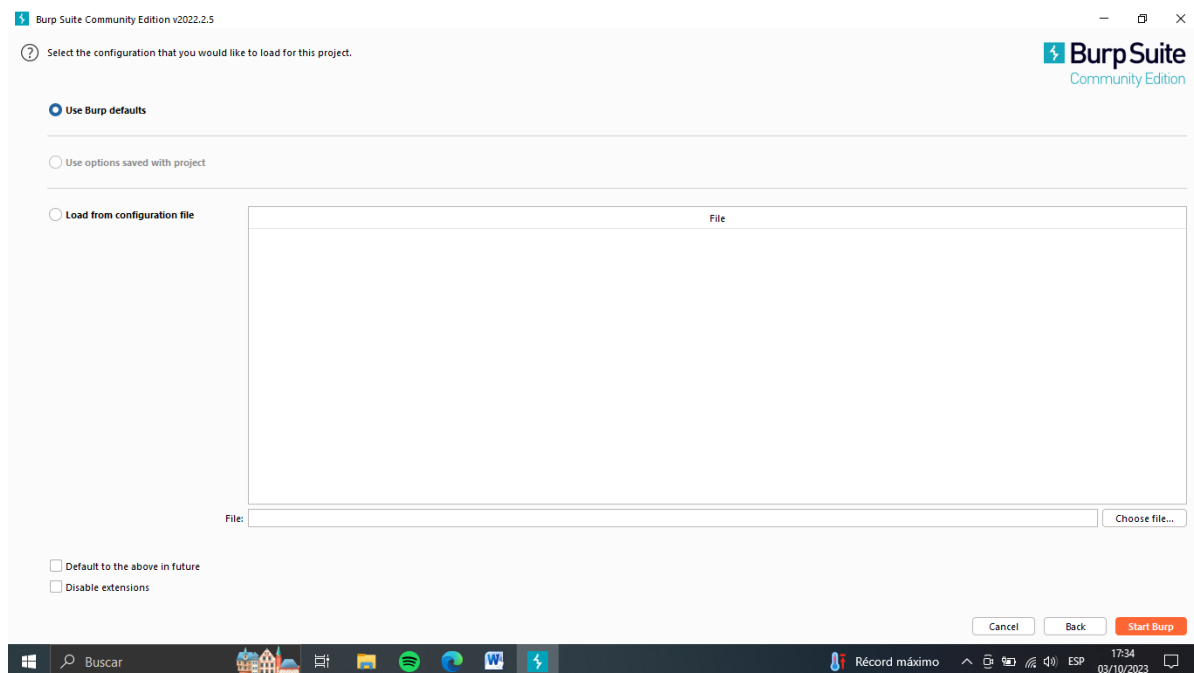 Burp Suite Community Edition v2022.2.5
? Select the configuration that you would like to load for this project.
Burp Suite
Community Edition
Use Burp defaults
Use options saved with project
Load from configuration file
File
File:
Choose file...
Default to the above in future
Disable extensions
Cancel Back Start Burp
Buscar
W
Récord máximo
ESP
17:34
03/10/2023